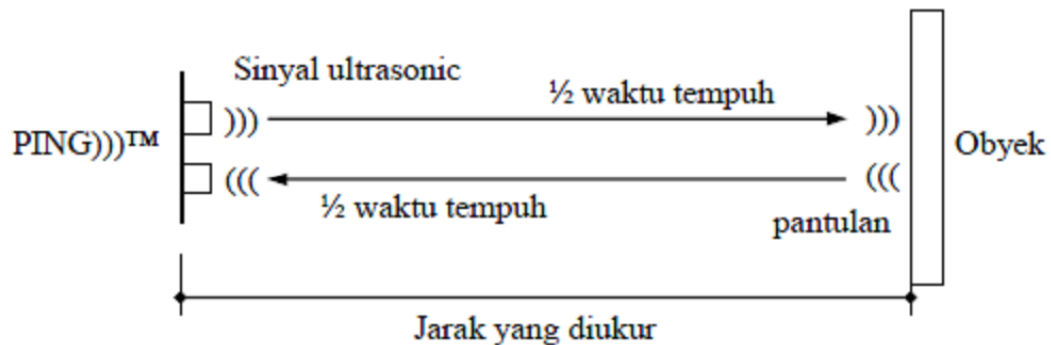 Sinyal ultrasonic
½ waktu tempuh
PING)))™
)))
)))
Obyek
(((
(((
½ waktu tempuh
pantulan
Jarak yang diukur